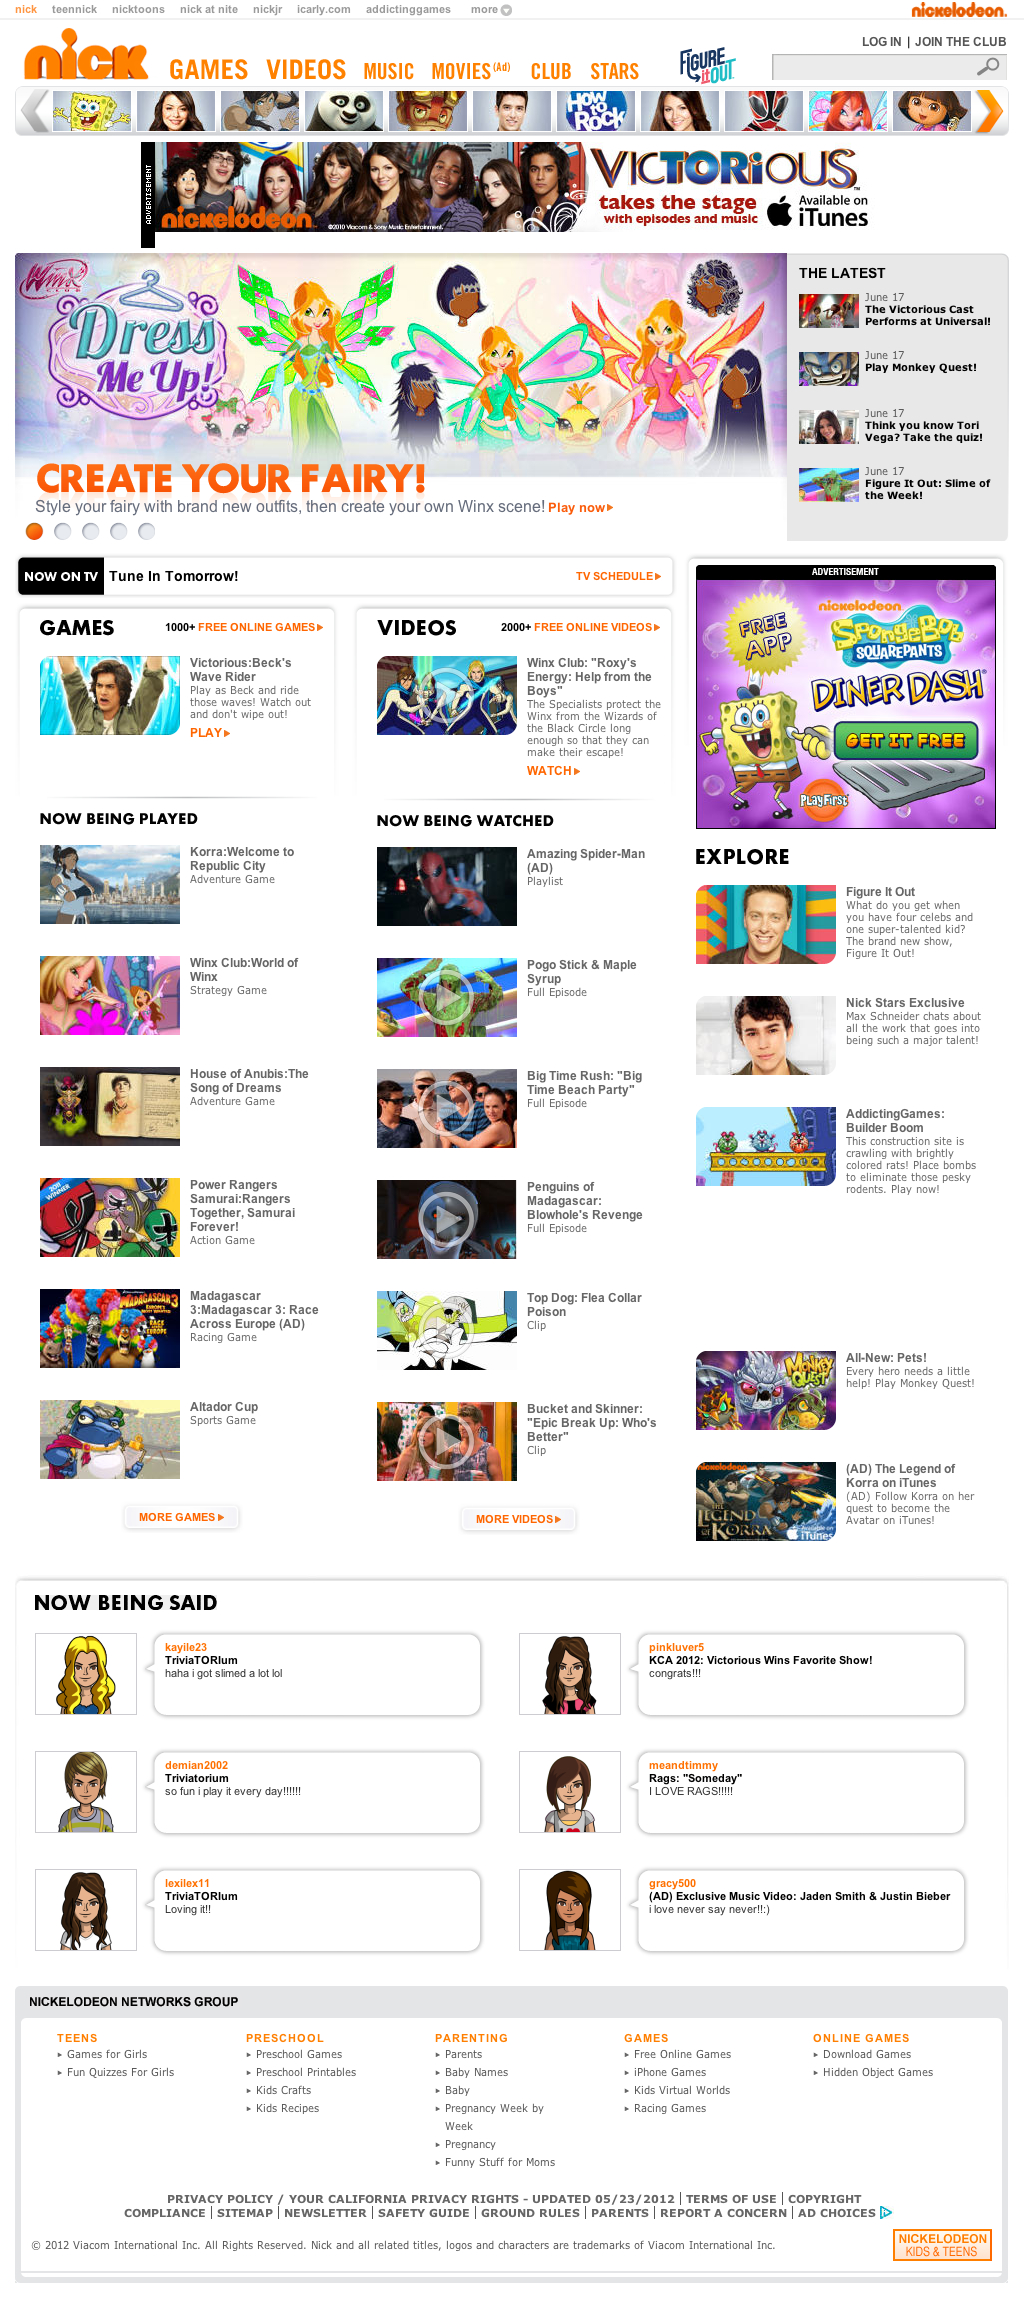 nick teennick nicktoons nick at nite nickjr icarly.com addictinggames more
nickelodeon.
LOG IN | JOIN THE CLUB
nick GAMES VIDEOS MUSIC MOVIES (Ad) CLUB STARS FIGURE it OUT
HOW TO ROCK
ADVERTISEMENT
nickelodeon
©2010 Viacom & Sony Music Entertainment.
VICTORiOUS
takes the stage
with episodes and music
Available on
iTunes
Winx CLUB
Dress
Me Up!
CREATE YOUR FAIRY!
Style your fairy with brand new outfits, then create your own Winx scene! Play now
THE LATEST
June 17
The Victorious Cast
Performs at Universal!
June 17
Play Monkey Quest!
June 17
Think you know Tori
Vega? Take the quiz!
June 17
Figure It Out: Slime of
the Week!
NOW ON TV Tune In Tomorrow! TV SCHEDULE
GAMES 1000+ FREE ONLINE GAMES
Victorious:Beck's
Wave Rider
Play as Beck and ride
those waves! Watch out
and don't wipe out!
PLAY
NOW BEING PLAYED
Korra:Welcome to
Republic City
Adventure Game
Winx Club:World of
Winx
Strategy Game
House of Anubis:The
Song of Dreams
Adventure Game
2011
WINNER
Power Rangers
Samurai:Rangers
Together, Samurai
Forever!
Action Game
MADAGASCAR 3
RACE
EUROPE
Madagascar
3:Madagascar 3: Race
Across Europe (AD)
Racing Game
Altador Cup
Sports Game
MORE GAMES
VIDEOS 2000+ FREE ONLINE VIDEOS
Winx Club: "Roxy's
Energy: Help from the
Boys"
The Specialists protect the
Winx from the Wizards of
the Black Circle long
enough so that they can
make their escape!
WATCH
NOW BEING WATCHED
Amazing Spider-Man
(AD)
Playlist
Pogo Stick & Maple
Syrup
Full Episode
Big Time Rush: "Big
Time Beach Party"
Full Episode
Penguins of
Madagascar:
Blowhole's Revenge
Full Episode
Top Dog: Flea Collar
Poison
Clip
Bucket and Skinner:
"Epic Break Up: Who's
Better"
Clip
MORE VIDEOS
ADVERTISEMENT
FREE
APP
nickelodeon
SPONGEBOB
SQUAREPANTS
DINER DASH
GET IT FREE
PLAYFIRST
EXPLORE
Figure It Out
What do you get when
you have four celebs and
one super-talented kid?
The brand new show,
Figure It Out!
Nick Stars Exclusive
Max Schneider chats about
all the work that goes into
being such a major talent!
AddictingGames:
Builder Boom
This construction site is
crawling with brightly
colored rats! Place bombs
to eliminate those pesky
rodents. Play now!
MONKEY
QUEST
All-New: Pets!
Every hero needs a little
help! Play Monkey Quest!
nickelodeon
THE
LEGEND
OF KORRA
Available on
iTunes
(AD) The Legend of
Korra on iTunes
(AD) Follow Korra on her
quest to become the
Avatar on iTunes!
NOW BEING SAID
kayile23
TriviaTORIum
haha i got slimed a lot lol
pinkluver5
KCA 2012: Victorious Wins Favorite Show!
congrats!!!
demian2002
Triviatorium
so fun i play it every day!!!!!!
meandtimmy
Rags: "Someday"
I LOVE RAGS!!!!!
lexilex11
TriviaTORIum
Loving it!!
gracy500
(AD) Exclusive Music Video: Jaden Smith & Justin Bieber
i love never say never!!:)
NICKELODEON NETWORKS GROUP
TEENS
Games for Girls
Fun Quizzes For Girls
PRESCHOOL
Preschool Games
Preschool Printables
Kids Crafts
Kids Recipes
PARENTING
Parents
Baby Names
Baby
Pregnancy Week by
Week
Pregnancy
Funny Stuff for Moms
GAMES
Free Online Games
iPhone Games
Kids Virtual Worlds
Racing Games
ONLINE GAMES
Download Games
Hidden Object Games
PRIVACY POLICY / YOUR CALIFORNIA PRIVACY RIGHTS - UPDATED 05/23/2012 | TERMS OF USE | COPYRIGHT
COMPLIANCE | SITEMAP | NEWSLETTER | SAFETY GUIDE | GROUND RULES | PARENTS | REPORT A CONCERN | AD CHOICES
© 2012 Viacom International Inc. All Rights Reserved. Nick and all related titles, logos and characters are trademarks of Viacom International Inc.
NICKELODEON
KIDS & TEENS